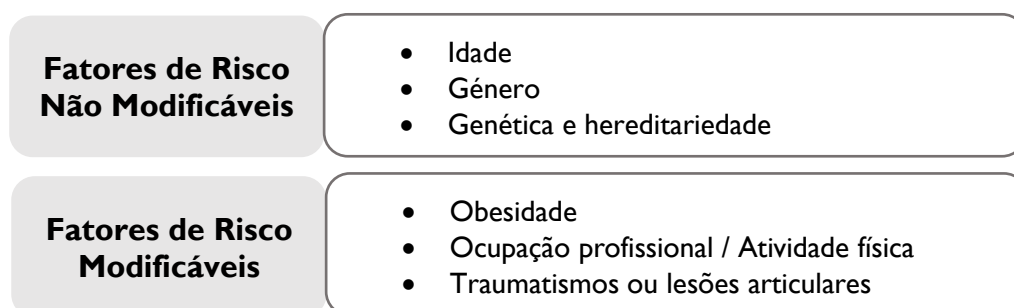 Fatores de Risco
Não Modificáveis
• Idade
• Género
• Genética e hereditariedade
Fatores de Risco
Modificáveis
• Obesidade
• Ocupação profissional / Atividade física
• Traumatismos ou lesões articulares